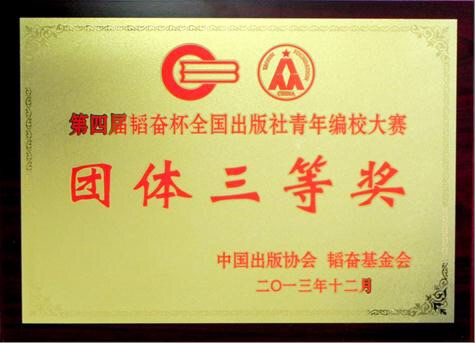 第四届韬奋杯全国出版社青年编校大赛
团体三等奖
中国出版协会 韬奋基金会
二〇一三年十二月